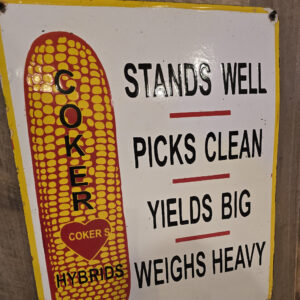 COKER
COKER'S
HYBRIDS
STANDS WELL
PICKS CLEAN
YIELDS BIG
WEIGHS HEAVY